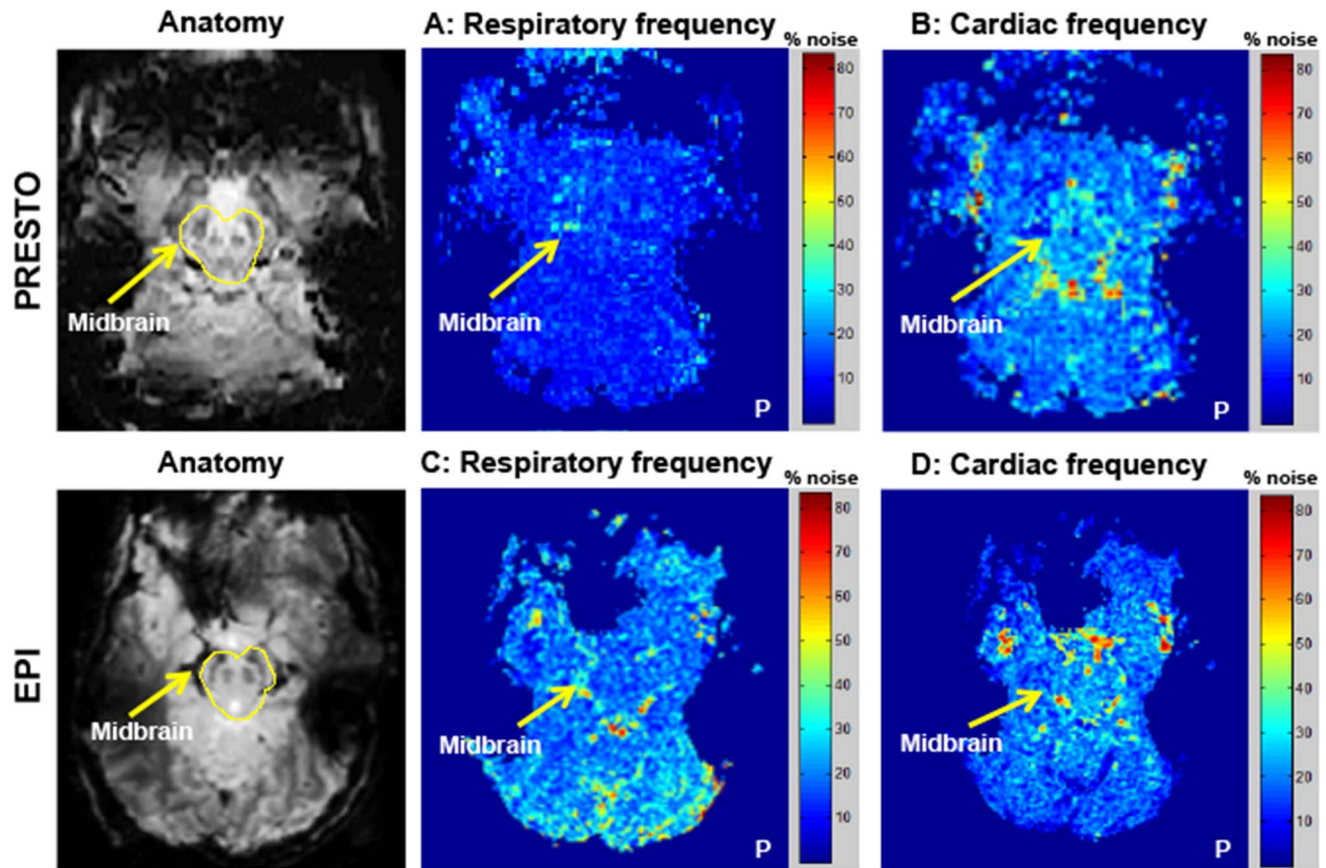 Anatomy
A: Respiratory frequency
% noise
B: Cardiac frequency
% noise
PRESTO
Midbrain
Midbrain
Midbrain
80
70
60
50
40
30
20
10
80
70
60
50
40
30
20
10
P
P
Anatomy
C: Respiratory frequency
% noise
D: Cardiac frequency
% noise
EPI
Midbrain
Midbrain
Midbrain
80
70
60
50
40
30
20
10
80
70
60
50
40
30
20
10
P
P